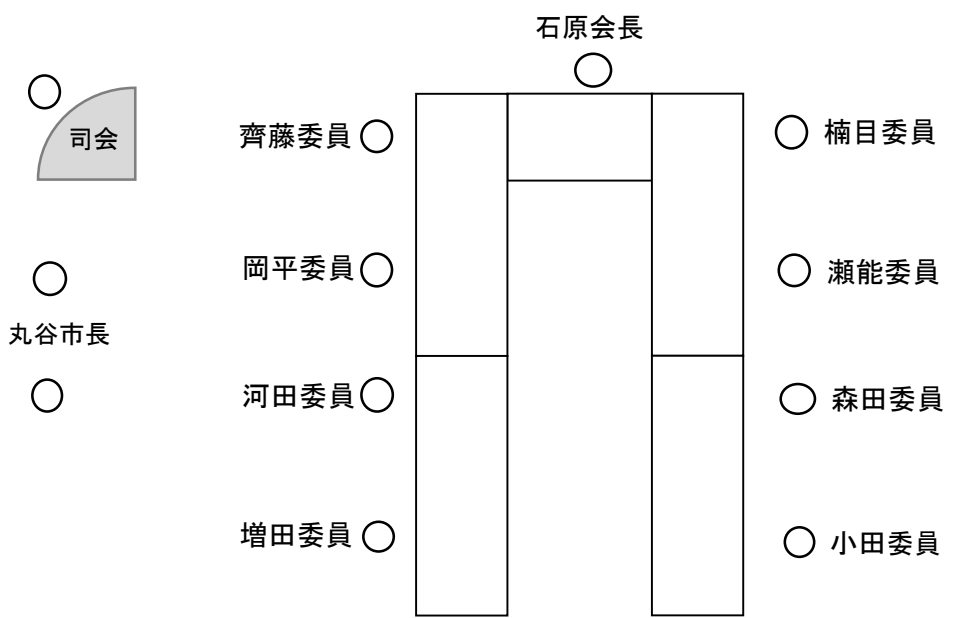 石原会長
司会
齊藤委員
楠目委員
岡平委員
瀬能委員
丸谷市長
河田委員
森田委員
増田委員
小田委員